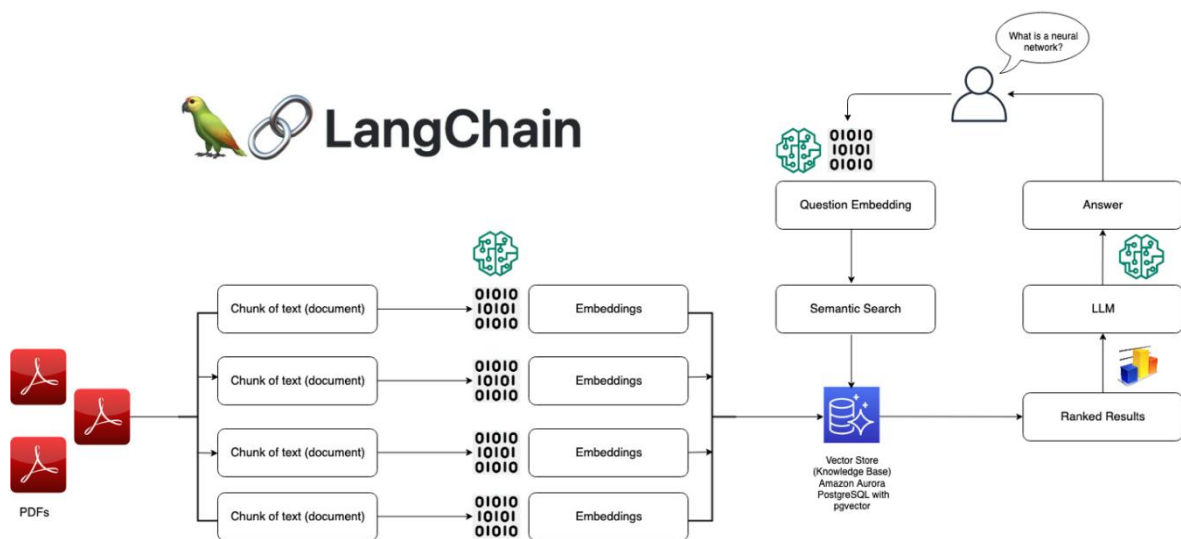 What is a neural
network?
LangChain
01010
10101
01010
Question Embedding
Answer
Chunk of text (document)
01010
10101
01010
Embeddings
Semantic Search
LLM
Chunk of text (document)
01010
10101
01010
Embeddings
Ranked Results
Chunk of text (document)
01010
10101
01010
Embeddings
Vector Store
(Knowledge Base)
Amazon Aurora
PostgreSQL with
pgvector
Chunk of text (document)
01010
10101
01010
Embeddings
PDFs